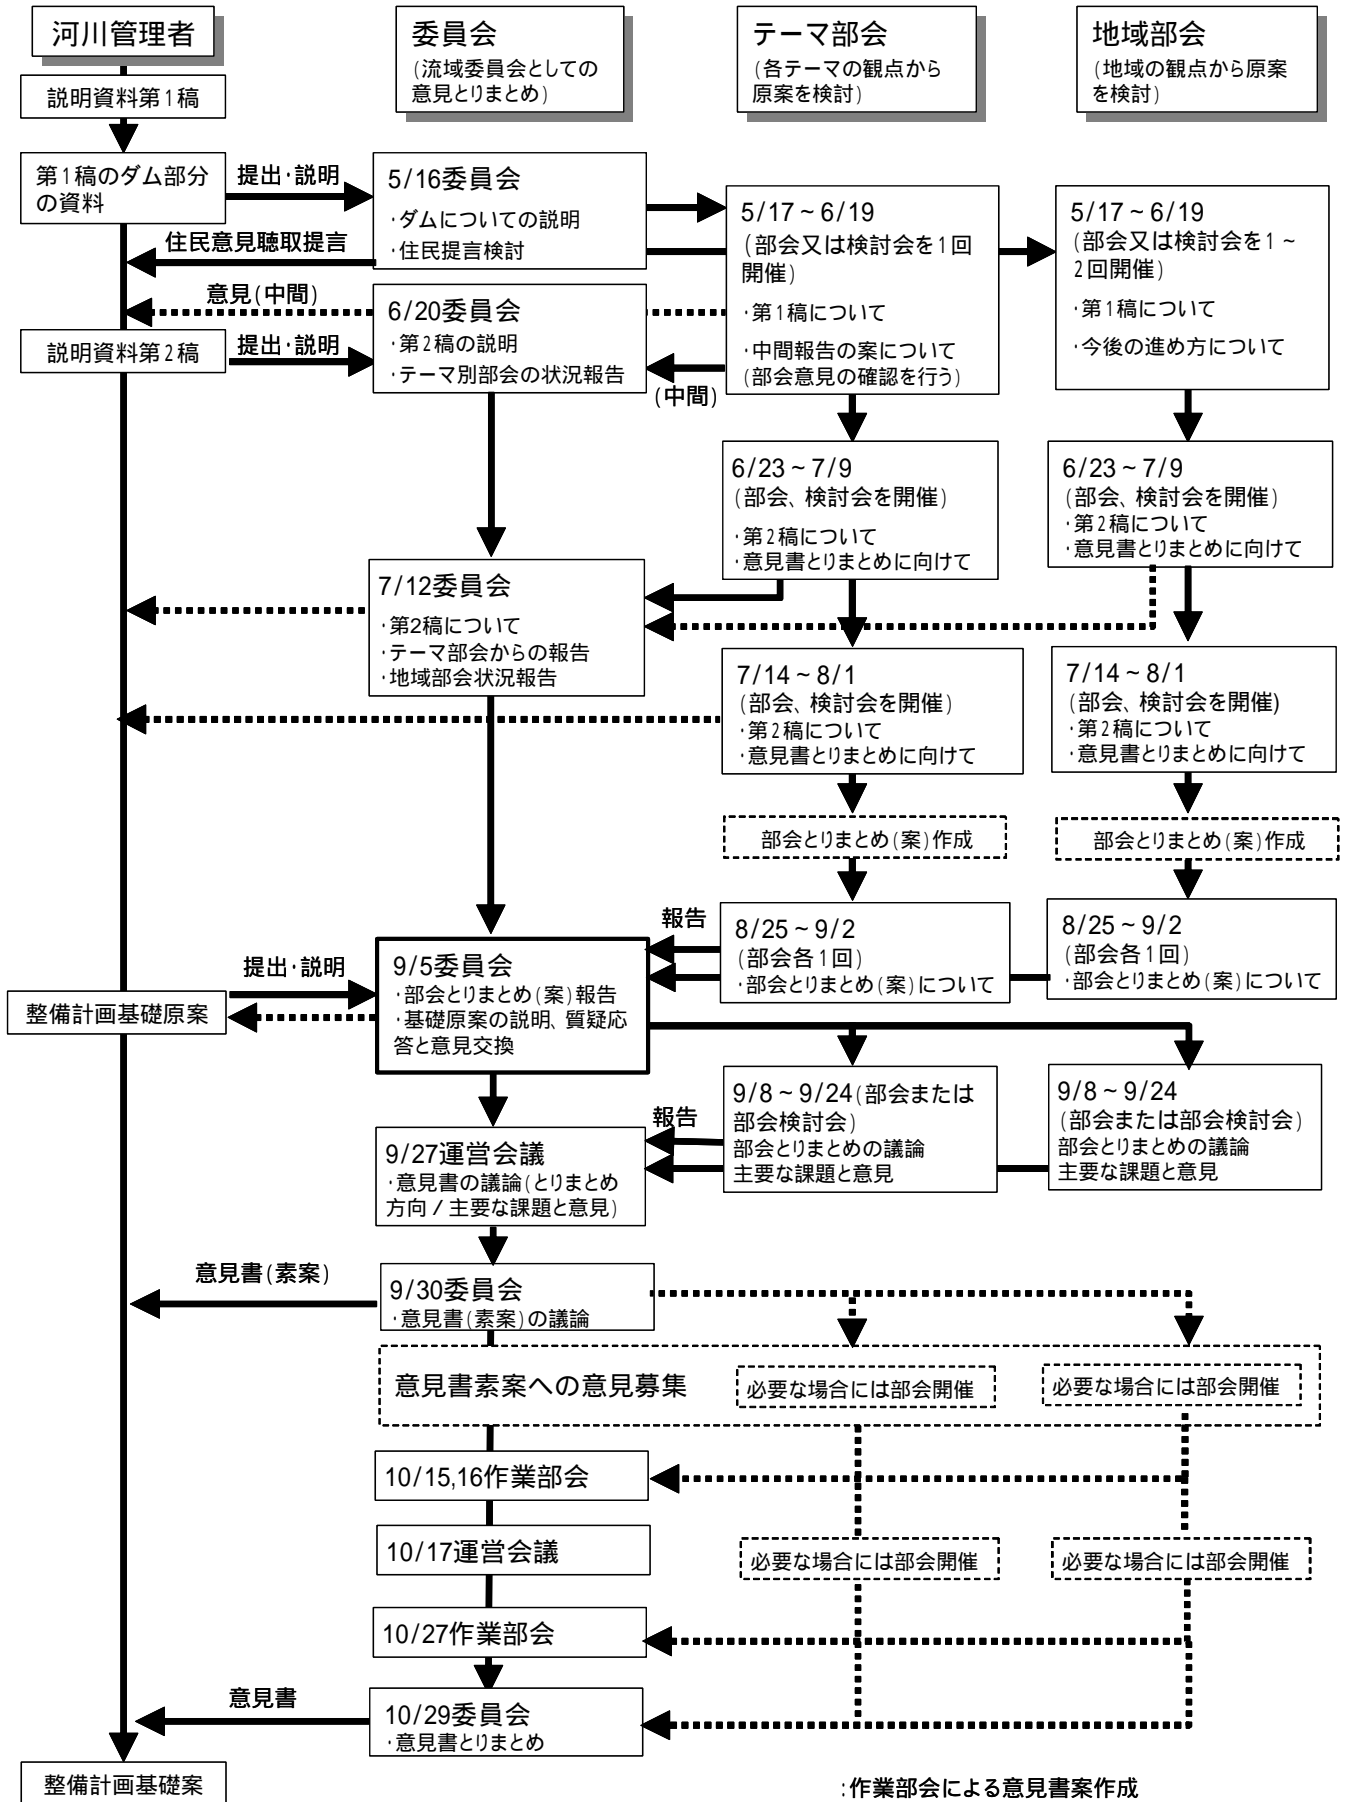 河川管理者
委員会
(流域委員会としての
意見とりまとめ)
テーマ部会
(各テーマの観点から
原案を検討)
地域部会
(地域の観点から原案
を検討)
説明資料第1稿
第1稿のダム部分
の資料
提出・説明
5/16委員会
・ダムについての説明
・住民提言検討
5/17~6/19
(部会又は検討会を1回
開催)
・第1稿について
・中間報告の案について
(部会意見の確認を行う)
5/17~6/19
(部会又は検討会を1~
2回開催)
・第1稿について
・今後の進め方について
住民意見聴取提言
意見(中間)
6/20委員会
・第2稿の説明
・テーマ別部会の状況報告
説明資料第2稿
提出・説明
(中間)
6/23~7/9
(部会、検討会を開催)
・第2稿について
・意見書とりまとめに向けて
6/23~7/9
(部会、検討会を開催)
・第2稿について
・意見書とりまとめに向けて
7/12委員会
・第2稿について
・テーマ部会からの報告
・地域部会状況報告
7/14~8/1
(部会、検討会を開催)
・第2稿について
・意見書とりまとめに向けて
7/14~8/1
(部会、検討会を開催)
・第2稿について
・意見書とりまとめに向けて
部会とりまとめ(案)作成
部会とりまとめ(案)作成
報告
8/25~9/2
(部会各1回)
・部会とりまとめ(案)について
8/25~9/2
(部会各1回)
・部会とりまとめ(案)について
提出・説明
整備計画基礎原案
9/5委員会
・部会とりまとめ(案)報告
・基礎原案の説明、質疑応
答と意見交換
9/8~9/24(部会または
部会検討会)
部会とりまとめの議論
主要な課題と意見
9/8~9/24
(部会または部会検討会)
部会とりまとめの議論
主要な課題と意見
報告
9/27運営会議
・意見書の議論(とりまとめ
方向/主要な課題と意見)
意見書(素案)
9/30委員会
・意見書(素案)の議論
意見書素案への意見募集
必要な場合には部会開催
必要な場合には部会開催
10/15,16作業部会
10/17運営会議
必要な場合には部会開催
必要な場合には部会開催
10/27作業部会
意見書
10/29委員会
・意見書とりまとめ
整備計画基礎案
:作業部会による意見書案作成